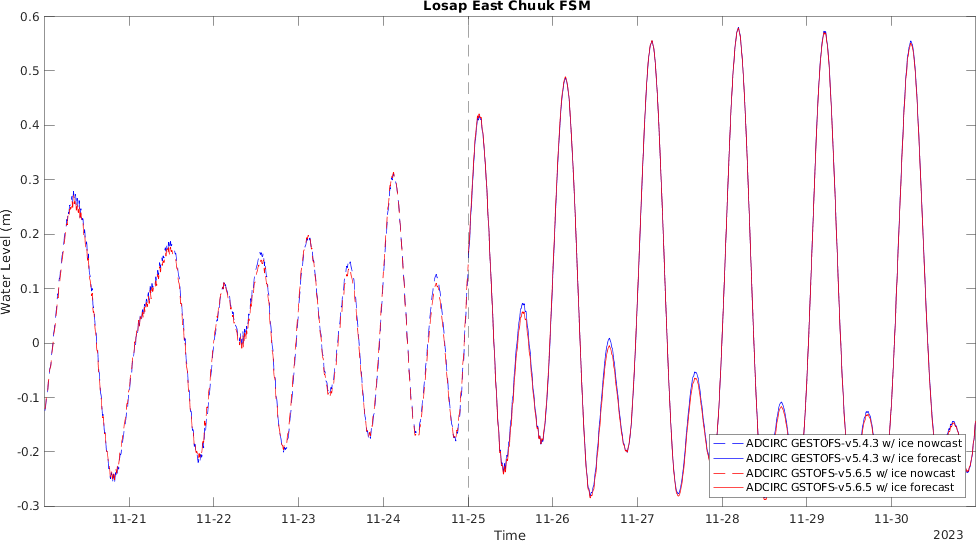 Losap East Chuuk FSM
0.6
0.5
0.4
0.3
0.2
0.1
0
-0.1
-0.2
-0.3
Water Level (m)
ADCIRC GESTOFS-v5.4.3 w/ ice nowcast
ADCIRC GESTOFS-v5.4.3 w/ ice forecast
ADCIRC GSTOFS-v5.6.5 w/ ice nowcast
ADCIRC GSTOFS-v5.6.5 w/ ice forecast
11-21 11-22 11-23 11-24 11-25 11-26 11-27 11-28 11-29 11-30
Time
2023